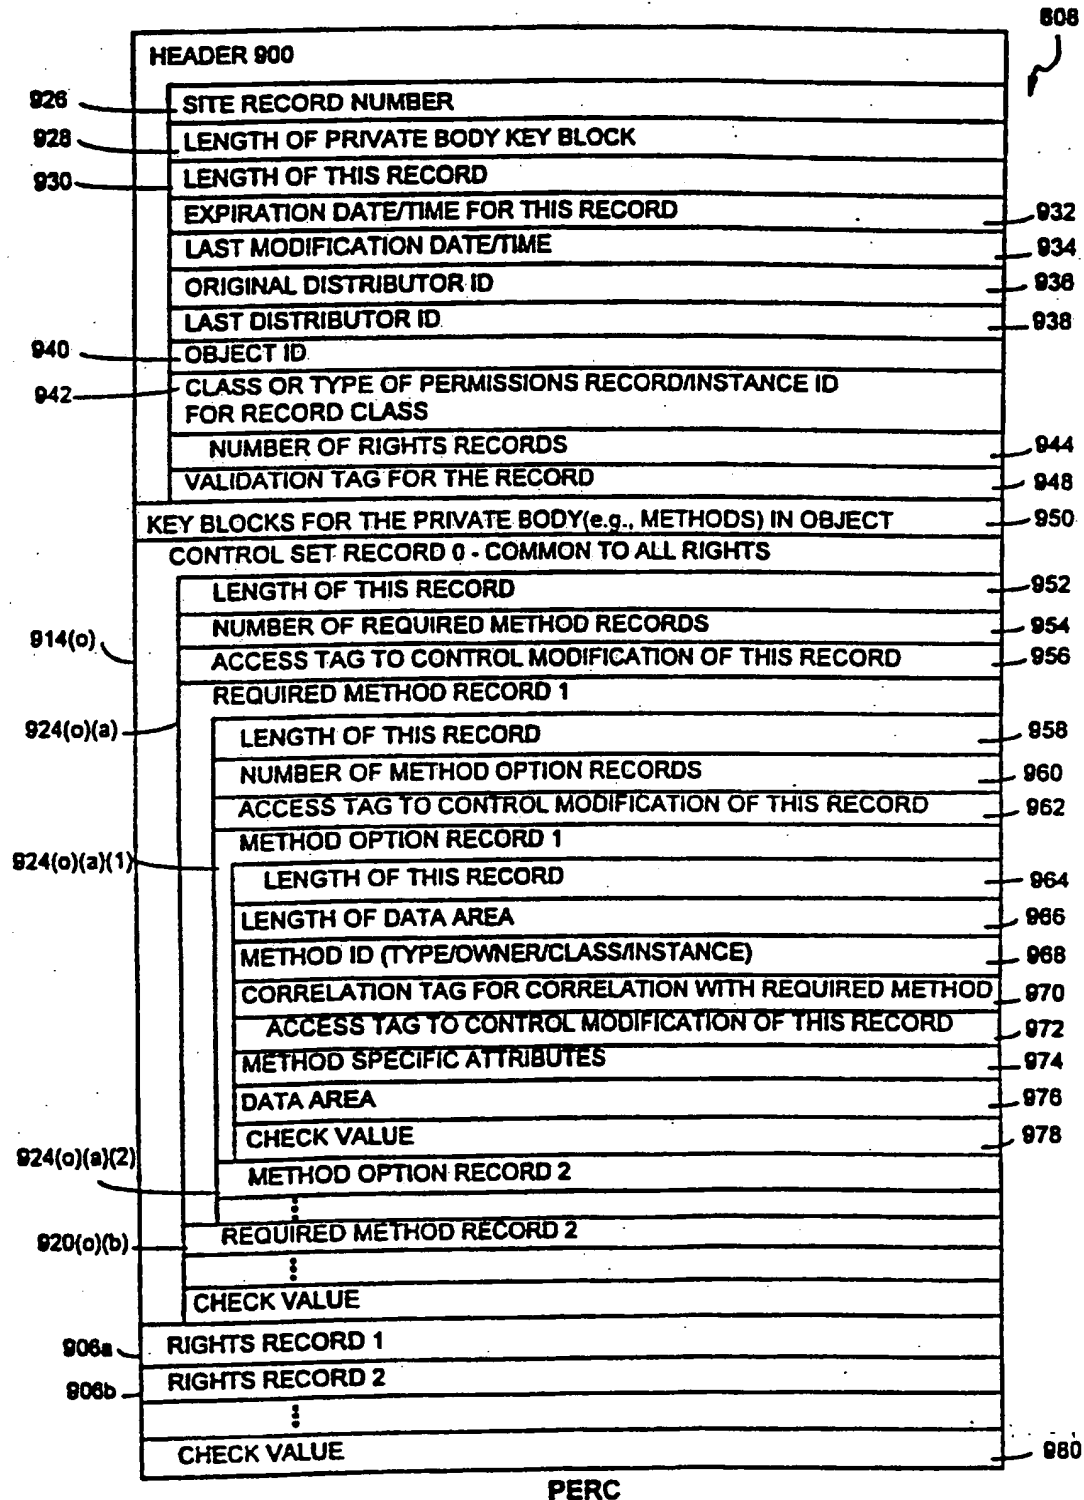 808
HEADER 900
926 SITE RECORD NUMBER
928 LENGTH OF PRIVATE BODY KEY BLOCK
930 LENGTH OF THIS RECORD
EXPIRATION DATE/TIME FOR THIS RECORD 932
LAST MODIFICATION DATE/TIME 934
ORIGINAL DISTRIBUTOR ID 936
LAST DISTRIBUTOR ID 938
940 OBJECT ID
942 CLASS OR TYPE OF PERMISSIONS RECORD/INSTANCE ID
FOR RECORD CLASS
NUMBER OF RIGHTS RECORDS 944
VALIDATION TAG FOR THE RECORD 948
KEY BLOCKS FOR THE PRIVATE BODY(e.g., METHODS) IN OBJECT 950
CONTROL SET RECORD 0 - COMMON TO ALL RIGHTS
LENGTH OF THIS RECORD 952
914(o) NUMBER OF REQUIRED METHOD RECORDS 954
ACCESS TAG TO CONTROL MODIFICATION OF THIS RECORD 956
REQUIRED METHOD RECORD 1
924(o)(a) LENGTH OF THIS RECORD 958
NUMBER OF METHOD OPTION RECORDS 960
ACCESS TAG TO CONTROL MODIFICATION OF THIS RECORD 962
METHOD OPTION RECORD 1
924(o)(a)(1) LENGTH OF THIS RECORD 964
LENGTH OF DATA AREA 966
METHOD ID (TYPE/OWNER/CLASS/INSTANCE) 968
CORRELATION TAG FOR CORRELATION WITH REQUIRED METHOD 970
ACCESS TAG TO CONTROL MODIFICATION OF THIS RECORD 972
METHOD SPECIFIC ATTRIBUTES 974
DATA AREA 976
CHECK VALUE 978
924(o)(a)(2) METHOD OPTION RECORD 2
920(o)(b) REQUIRED METHOD RECORD 2
CHECK VALUE
906a RIGHTS RECORD 1
906b RIGHTS RECORD 2
CHECK VALUE 980
PERC